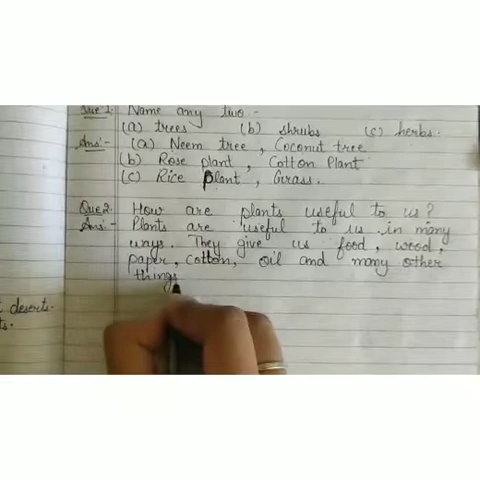 Que 1. Name any two.-
(a) trees (b) shrubs (c) herbs.
Ans:- (a) Neem tree, Coconut tree
(b) Rose plant, Cotton Plant
(c) Rice Plant, Grass.
Que 2. How are plants useful to us?
Ans:- Plants are useful to us in many
ways. They give us food, wood,
paper, cotton, oil and many other
things
deserts.